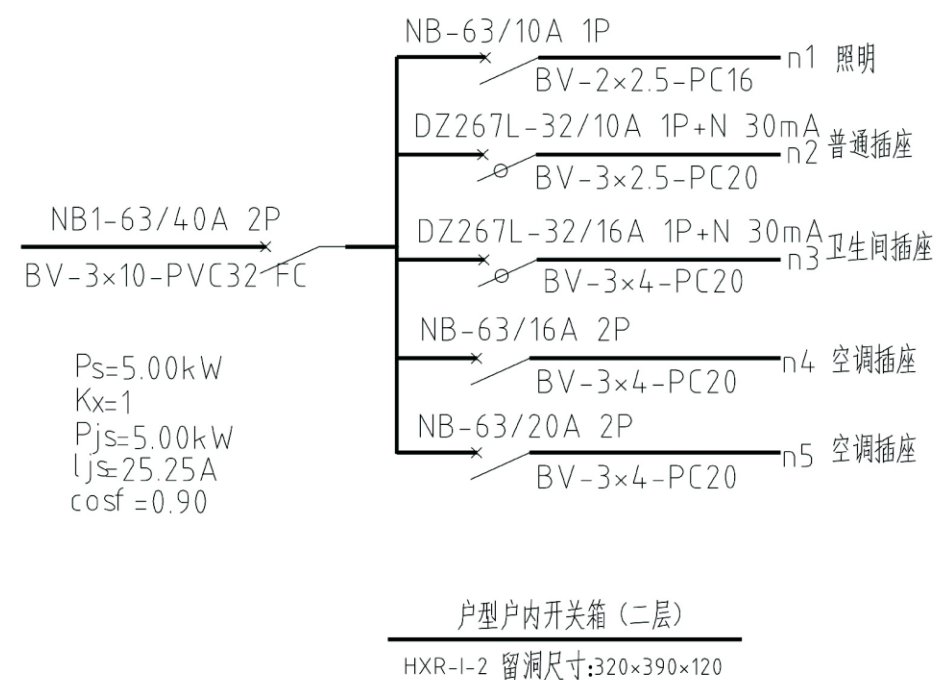 NB-63/10A 1P
n1 照明
BV-2×2.5-PC16
DZ267L-32/10A 1P+N 30mA
n2 普通插座
BV-3×2.5-PC20
NB1-63/40A 2P
BV-3×10-PVC32 FC
DZ267L-32/16A 1P+N 30mA
n3 卫生间插座
BV-3×4-PC20
NB-63/16A 2P
n4 空调插座
BV-3×4-PC20
NB-63/20A 2P
n5 空调插座
BV-3×4-PC20
Ps=5.00kW
Kx=1
Pjs=5.00kW
Ijs=25.25A
cosf=0.90
户型户内开关箱（二层）
HXR-I-2 留洞尺寸:320×390×120